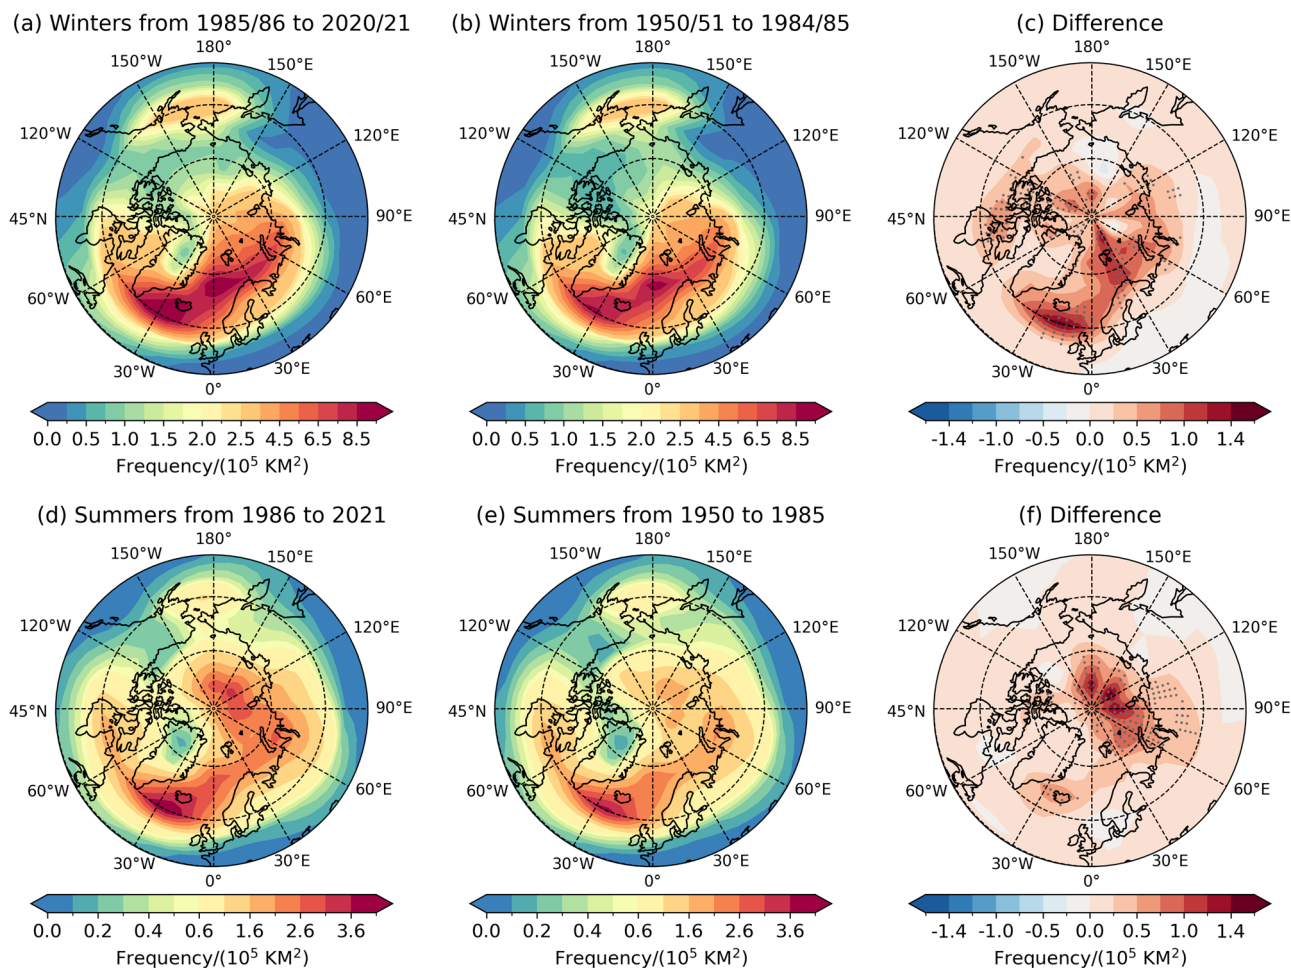 (a) Winters from 1985/86 to 2020/21
(b) Winters from 1950/51 to 1984/85
(c) Difference
180°
150°W
150°E
120°W
120°E
45°N
90°E
60°W
60°E
30°W
30°E
0°
180°
150°W
150°E
120°W
120°E
45°N
90°E
60°W
60°E
30°W
30°E
0°
180°
150°W
150°E
120°W
120°E
45°N
90°E
60°W
60°E
30°W
30°E
0°
0.0 0.5 1.0 1.5 2.0 2.5 4.5 6.5 8.5
Frequency/(10⁵ KM²)
0.0 0.5 1.0 1.5 2.0 2.5 4.5 6.5 8.5
Frequency/(10⁵ KM²)
-1.4 -1.0 -0.5 0.0 0.5 1.0 1.4
Frequency/(10⁵ KM²)
(d) Summers from 1986 to 2021
(e) Summers from 1950 to 1985
(f) Difference
180°
150°W
150°E
120°W
120°E
45°N
90°E
60°W
60°E
30°W
30°E
0°
180°
150°W
150°E
120°W
120°E
45°N
90°E
60°W
60°E
30°W
30°E
0°
180°
150°W
150°E
120°W
120°E
45°N
90°E
60°W
60°E
30°W
30°E
0°
0.0 0.2 0.4 0.6 1.6 2.6 3.6
Frequency/(10⁵ KM²)
0.0 0.2 0.4 0.6 1.6 2.6 3.6
Frequency/(10⁵ KM²)
-1.4 -1.0 -0.5 0.0 0.5 1.0 1.4
Frequency/(10⁵ KM²)